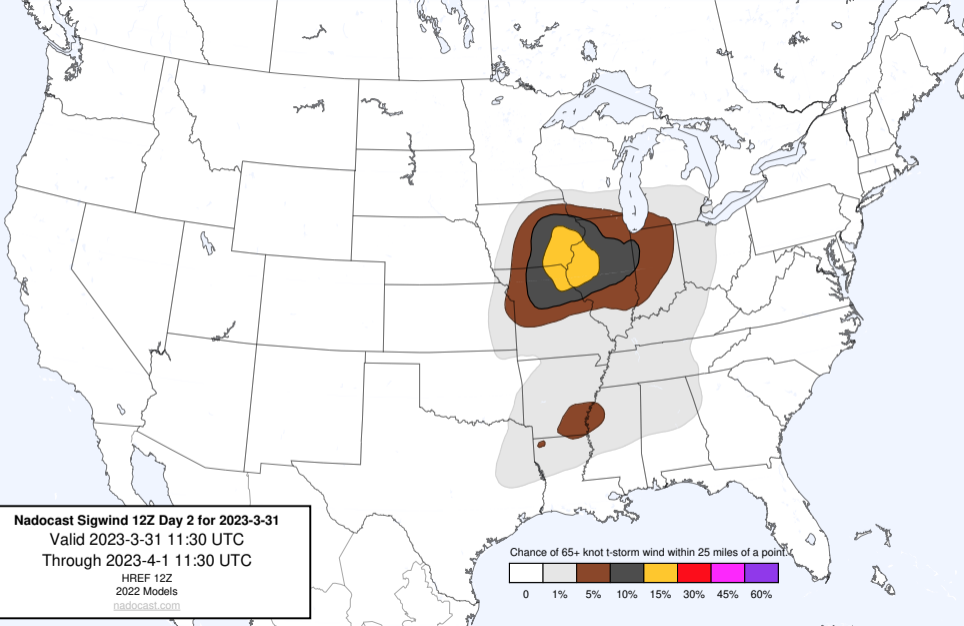 Nadocast Sigwind 12Z Day 2 for 2023-3-31
Valid 2023-3-31 11:30 UTC
Through 2023-4-1 11:30 UTC
HREF 12Z
2022 Models
nadocast.com
Chance of 65+ knot t-storm wind within 25 miles of a point.
0 1% 5% 10% 15% 30% 45% 60%